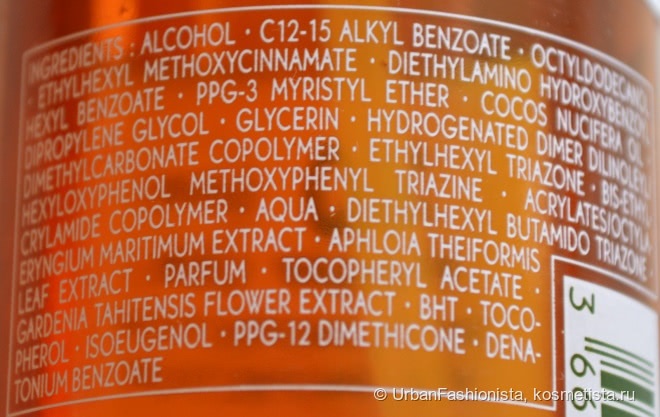 INGREDIENTS : ALCOHOL · C12-15 ALKYL BENZOATE · OCTYLDODECANOL
· ETHYLHEXYL METHOXYCINNAMATE · DIETHYLAMINO HYDROXYBENZOYL
HEXYL BENZOATE · PPG-3 MYRISTYL ETHER · COCOS NUCIFERA OIL ·
DIPROPYLENE GLYCOL · GLYCERIN · HYDROGENATED DIMER DILINOLEYL
DIMETHYLCARBONATE COPOLYMER · ETHYLHEXYL TRIAZONE · BIS-ETHYL
HEXYLOXYPHENOL METHOXYPHENYL TRIAZINE · ACRYLATES/OCTYLA-
CRYLAMIDE COPOLYMER · AQUA · DIETHYLHEXYL BUTAMIDO TRIAZONE ·
ERYNGIUM MARITIMUM EXTRACT · APHLOIA THEIFORMIS
LEAF EXTRACT · PARFUM · TOCOPHERYL ACETATE ·
GARDENIA TAHITENSIS FLOWER EXTRACT · BHT · TOCO-
PHEROL · ISOEUGENOL · PPG-12 DIMETHICONE · DENA-
TONIUM BENZOATE
3 66
© UrbanFashionista, kosmetista.ru